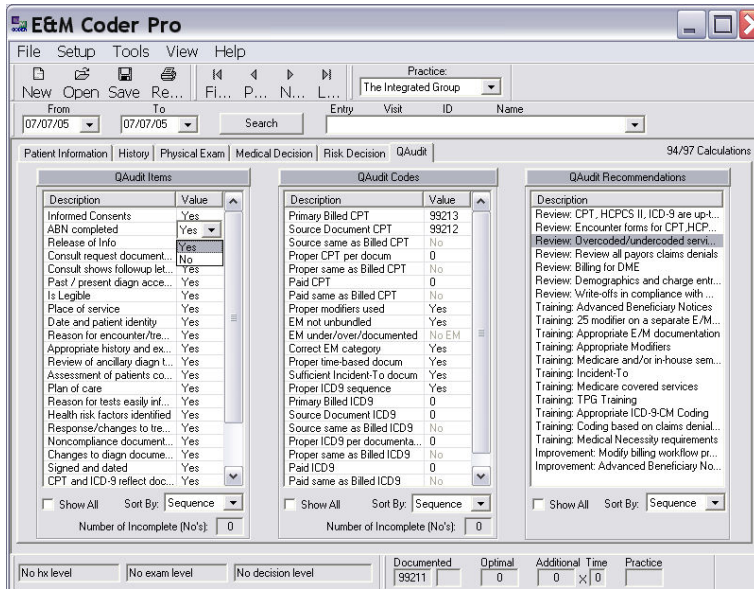 E&M Coder Pro
File Setup Tools View Help
New Open Save Re... Fi... P... N... L...
Practice:
The Integrated Group
From To Entry Visit ID Name
07/07/05 07/07/05 Search
Patient Information History Physical Exam Medical Decision Risk Decision QAudit 94/97 Calculations
QAudit Items
Description Value
Informed Consents Yes
ABN completed Yes
Release of Info Yes
No
Consult request document...
Consult shows followup let... Yes
Past / present diagn acce... Yes
Is Legible Yes
Place of service Yes
Date and patient identity Yes
Reason for encounter/tre... Yes
Appropriate history and ex... Yes
Review of ancillary diagn t... Yes
Assessment of patients co... Yes
Plan of care Yes
Reason for tests easily inf... Yes
Health risk factors identified Yes
Response/changes to tre... Yes
Noncompliance document... Yes
Changes to diagn docume... Yes
Signed and dated Yes
CPT and ICD-9 reflect doc... Yes
Show All Sort By: Sequence
Number of Incomplete (No's): 0
QAudit Codes
Description Value
Primary Billed CPT 99213
Source Document CPT 99212
Source same as Billed CPT No
Proper CPT per docum 0
Proper same as Billed CPT No
Paid CPT 0
Paid same as Billed CPT No
Proper modifiers used Yes
EM not unbundled Yes
EM under/over/documented No EM
Correct EM category Yes
Proper time-based docum Yes
Sufficient Incident-To docum Yes
Proper ICD9 sequence Yes
Primary Billed ICD9 0
Source Document ICD9 0
Source same as Billed ICD9 No
Proper ICD9 per documenta... 0
Proper same as Billed ICD9 No
Paid ICD9 0
Paid same as Billed ICD9 No
Show All Sort By: Sequence
Number of Incomplete (No's): 0
QAudit Recommendations
Description
Review: CPT, HCPCS II, ICD-9 are up-t...
Review: Encounter forms for CPT,HCP...
Review: Overcoded/undercoded servi...
Review: Review all payors claims denials
Review: Billing for DME
Review: Demographics and charge entr...
Review: Write-offs in compliance with ...
Training: Advanced Beneficiary Notices
Training: 25 modifier on a separate E/M...
Training: Appropriate E/M documentation
Training: Appropriate Modifiers
Training: Medicare and/or in-house sem...
Training: Incident-To
Training: Medicare covered services
Training: TPG Training
Training: Appropriate ICD-9-CM Coding
Training: Coding based on claims denial...
Training: Medical Necessity requirements
Improvement: Modify billing workflow pr...
Improvement: Advanced Beneficiary No...
Show All Sort By: Sequence
No hx level No exam level No decision level
Documented Optimal Additional Time Practice
99211 0 0 X 0